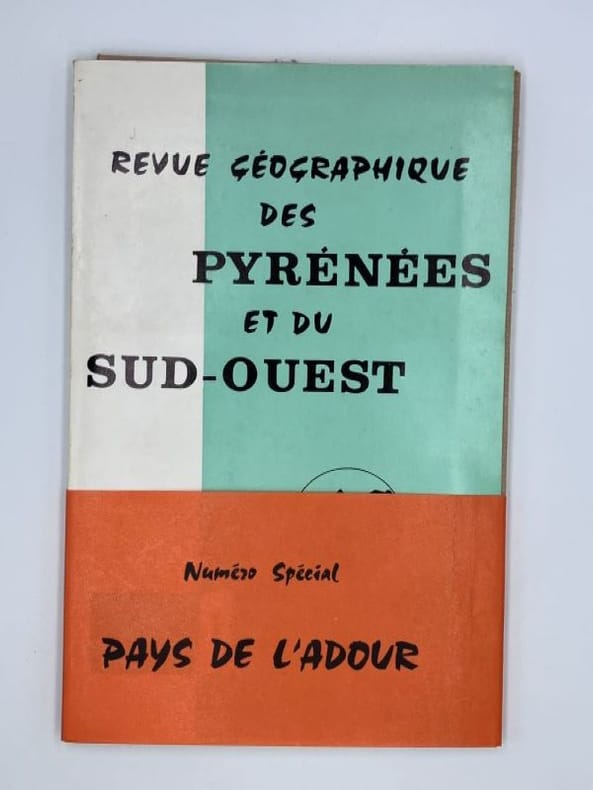 REVUE GÉOGRAPHIQUE
DES
PYRÉNÉES
ET DU
SUD-OUEST
Numéro Spécial
PAYS DE L'ADOUR